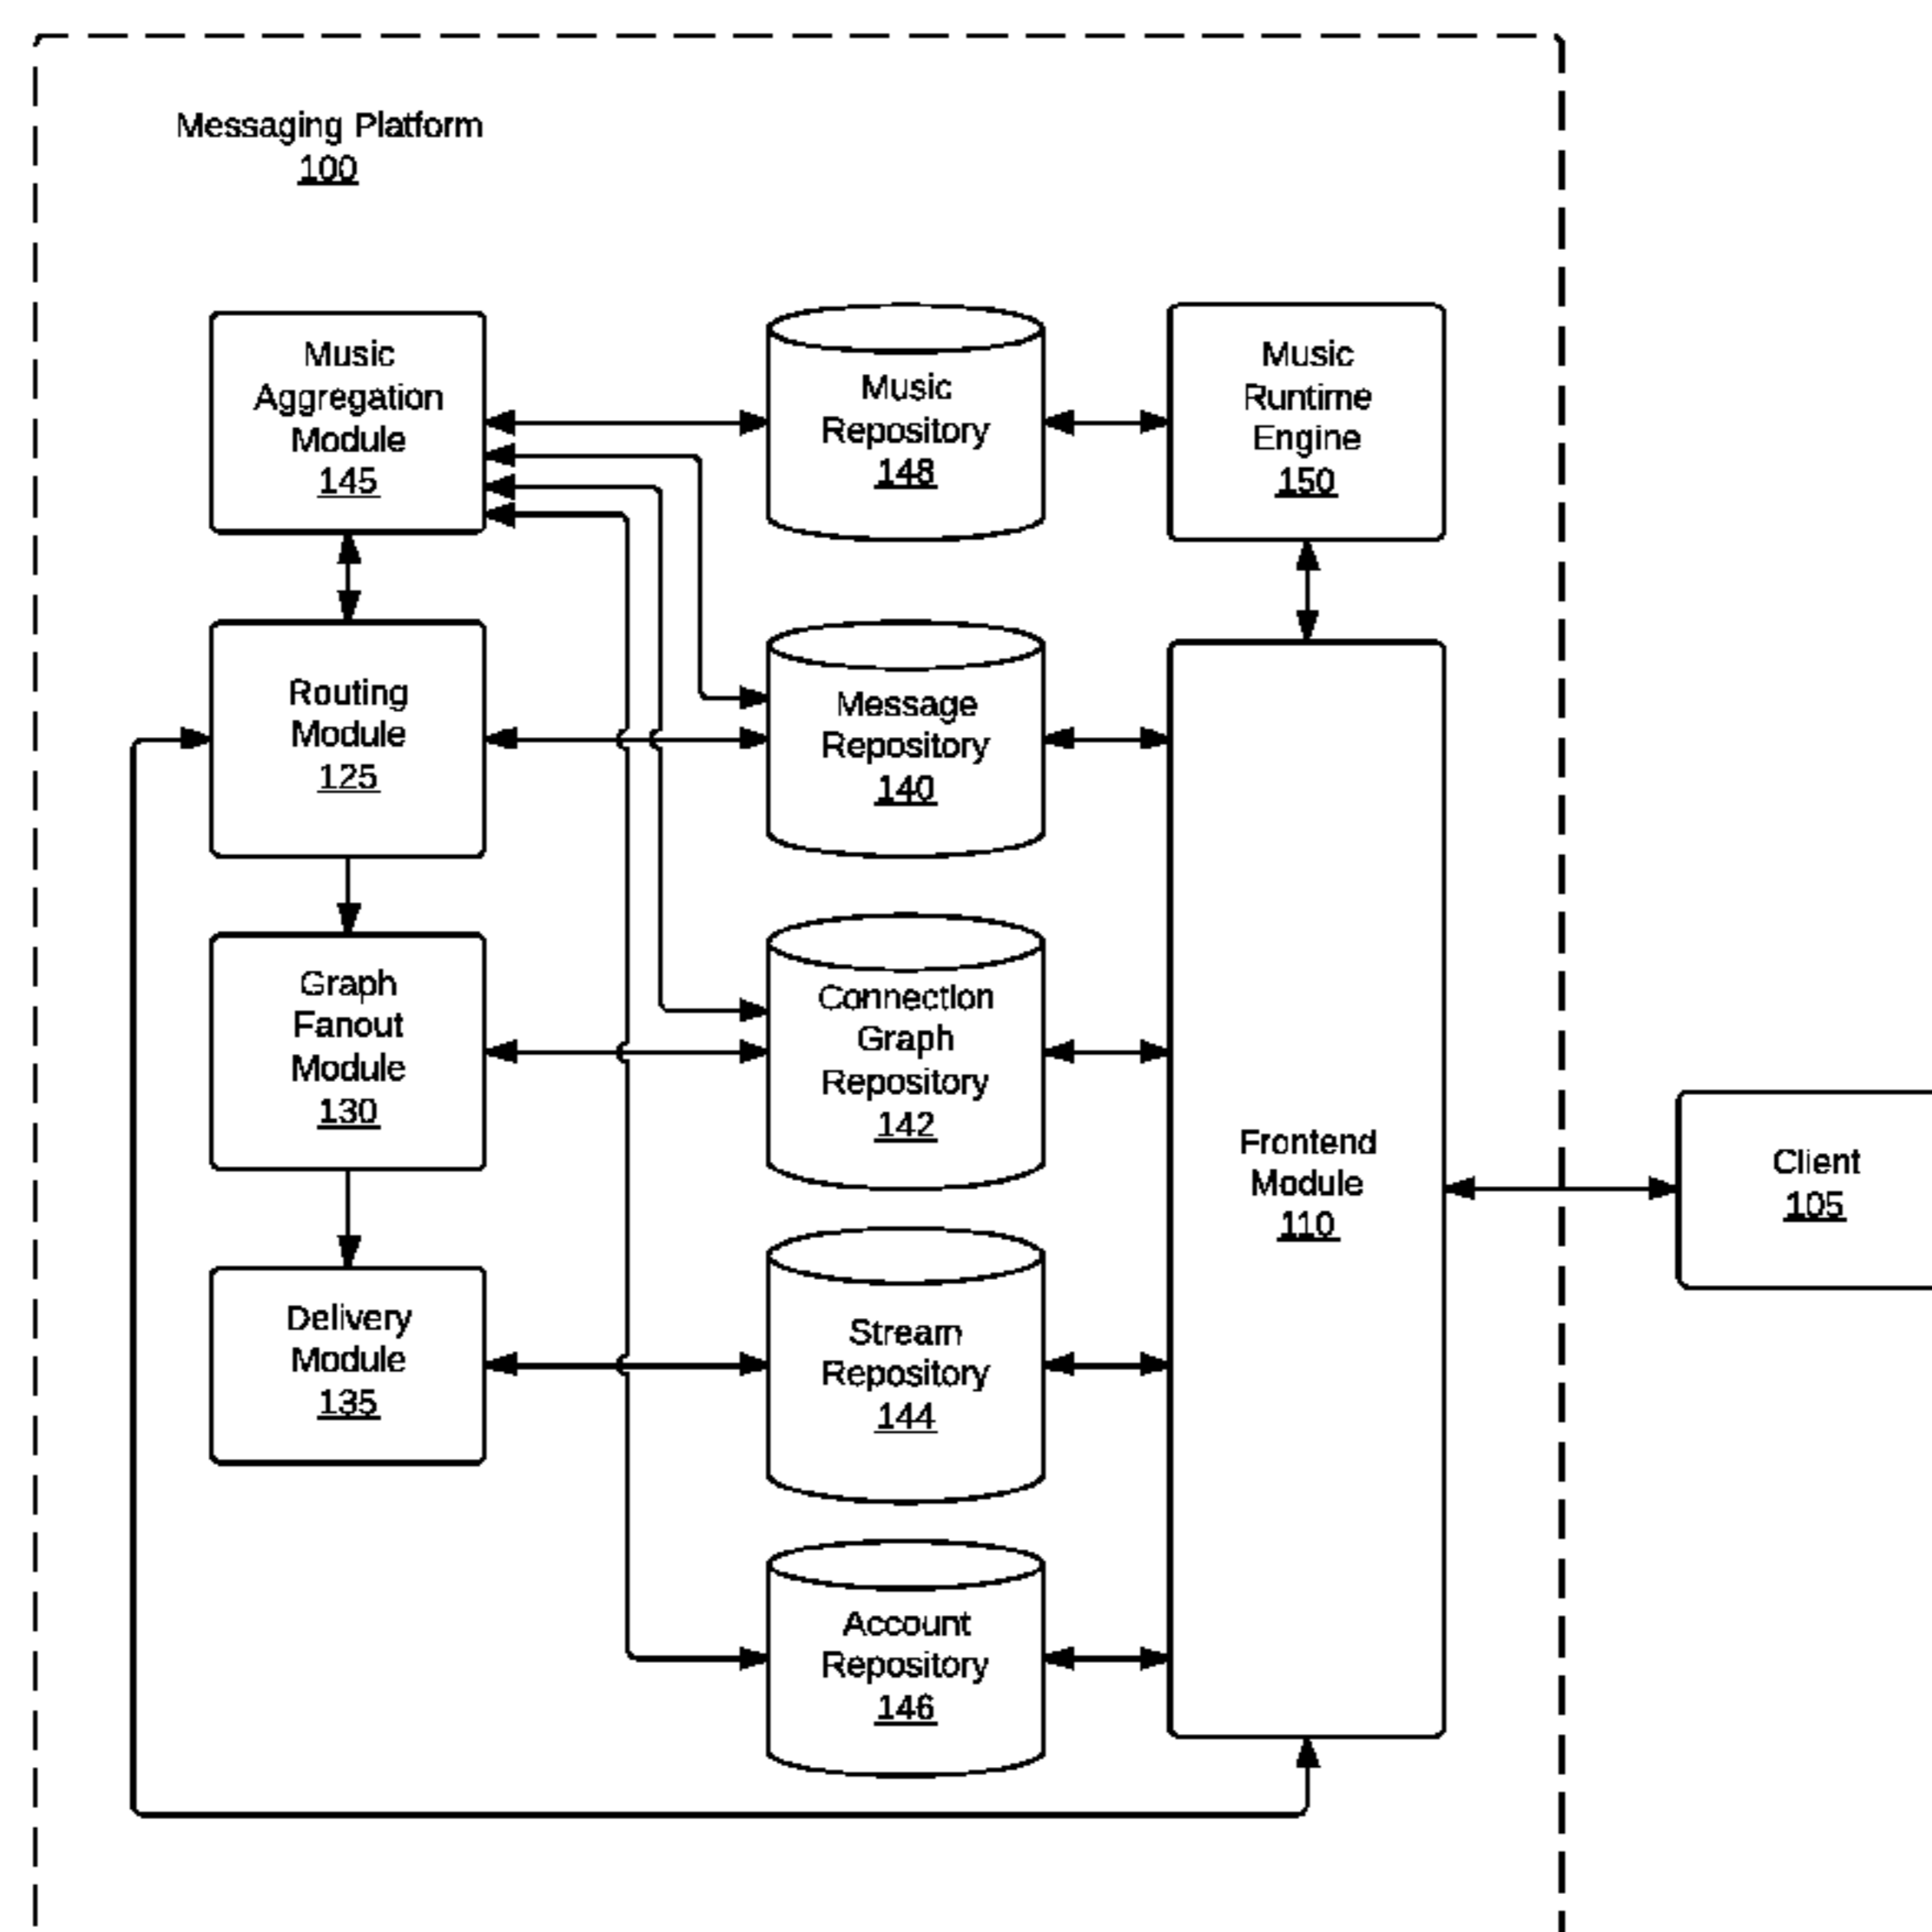 Messaging Platform
100
Music
Aggregation
Module
145
Music
Repository
148
Music
Runtime
Engine
150
Routing
Module
125
Message
Repository
140
Graph
Fanout
Module
130
Connection
Graph
Repository
142
Frontend
Module
110
Client
105
Delivery
Module
135
Stream
Repository
144
Account
Repository
146